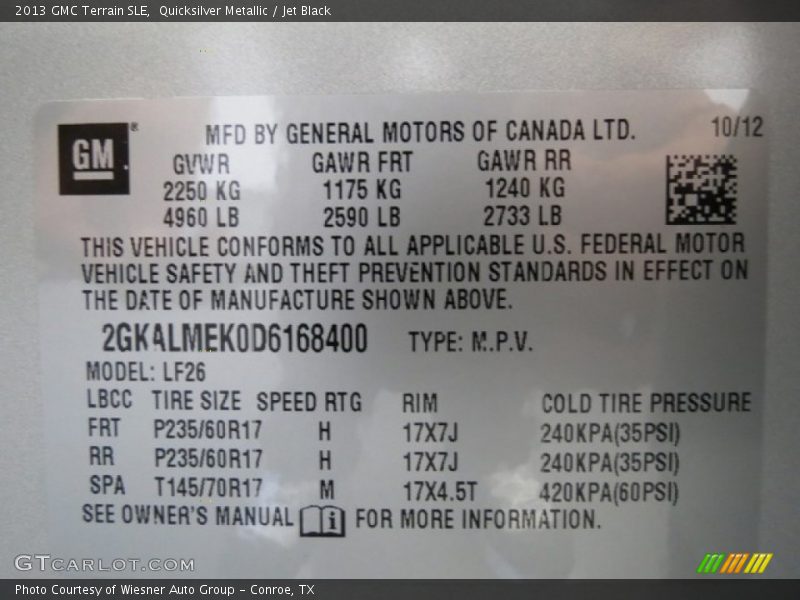 2013 GMC Terrain SLE, Quicksilver Metallic / Jet Black
GM®
MFD BY GENERAL MOTORS OF CANADA LTD. 10/12
GVWR GAWR FRT GAWR RR
2250 KG 1175 KG 1240 KG
4960 LB 2590 LB 2733 LB
THIS VEHICLE CONFORMS TO ALL APPLICABLE U.S. FEDERAL MOTOR
VEHICLE SAFETY AND THEFT PREVENTION STANDARDS IN EFFECT ON
THE DATE OF MANUFACTURE SHOWN ABOVE.
2GKALMEK0D6168400 TYPE: M.P.V.
MODEL: LF26
LBCC TIRE SIZE SPEED RTG RIM COLD TIRE PRESSURE
FRT P235/60R17 H 17X7J 240KPA(35PSI)
RR P235/60R17 H 17X7J 240KPA(35PSI)
SPA T145/70R17 M 17X4.5T 420KPA(60PSI)
SEE OWNER'S MANUAL i FOR MORE INFORMATION.
GTCARLOT.COM
Photo Courtesy of Wiesner Auto Group – Conroe, TX